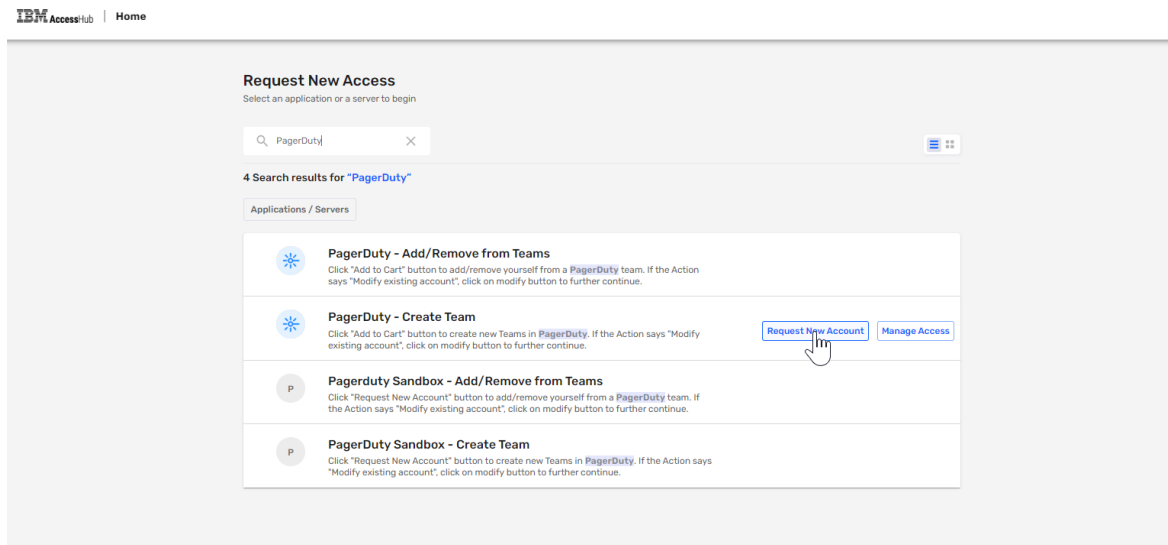 IBM AccessHub | Home
Request New Access
Select an application or a server to begin
PagerDuty
4 Search results for "PagerDuty"
Applications / Servers
PagerDuty - Add/Remove from Teams
Click "Add to Cart" button to add/remove yourself from a PagerDuty team. If the Action
says "Modify existing account", click on modify button to further continue.
PagerDuty - Create Team
Click "Add to Cart" button to create new Teams in PagerDuty. If the Action says "Modify
existing account", click on modify button to further continue.
Request New Account
Manage Access
P
Pagerduty Sandbox - Add/Remove from Teams
Click "Request New Account" button to add/remove yourself from a PagerDuty team. If
the Action says "Modify existing account", click on modify button to further continue.
P
PagerDuty Sandbox - Create Team
Click "Request New Account" button to create new Teams in PagerDuty. If the Action says
"Modify existing account", click on modify button to further continue.